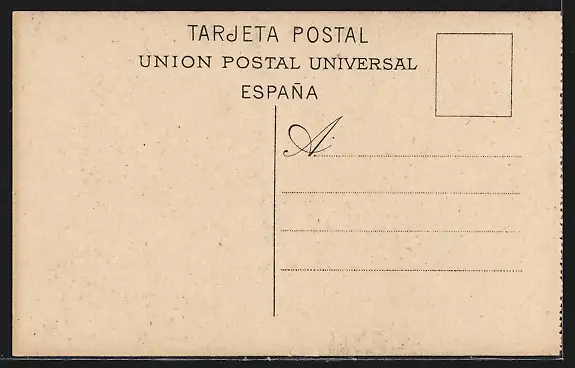 TARJETA POSTAL
UNION POSTAL UNIVERSAL
ESPAÑA
A